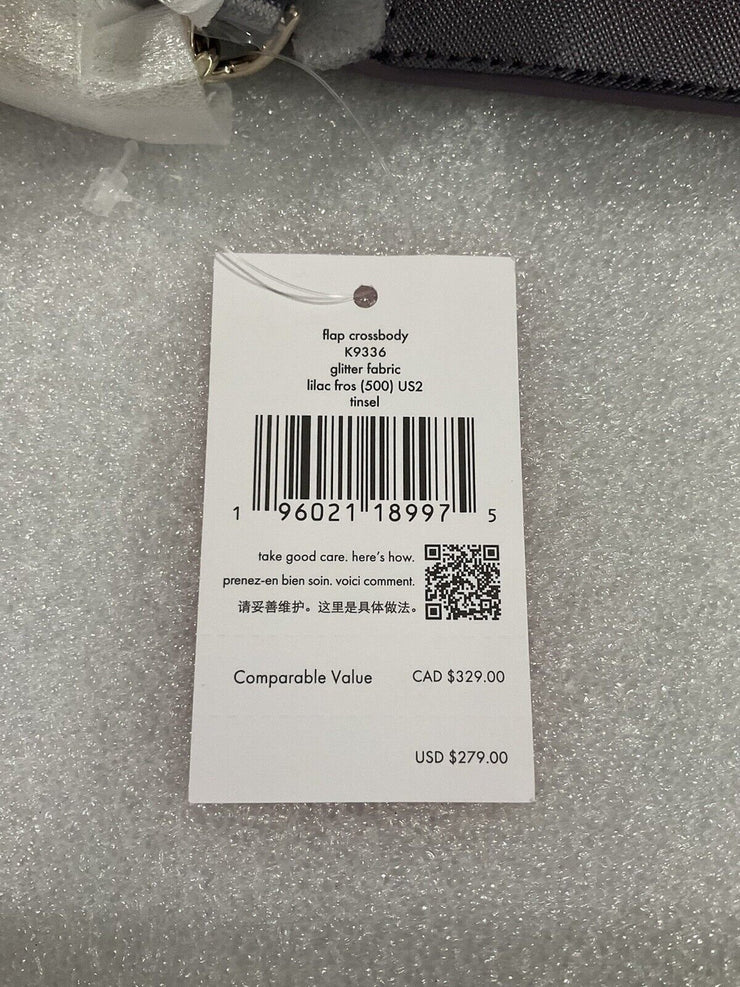 flap crossbody
K9336
glitter fabric
lilac fros (500) US2
tinsel
1 96021 18997 5
take good care. here's how.
prenez-en bien soin. voici comment.
请妥善维护。这里是具体做法。
Comparable Value CAD $329.00
USD $279.00